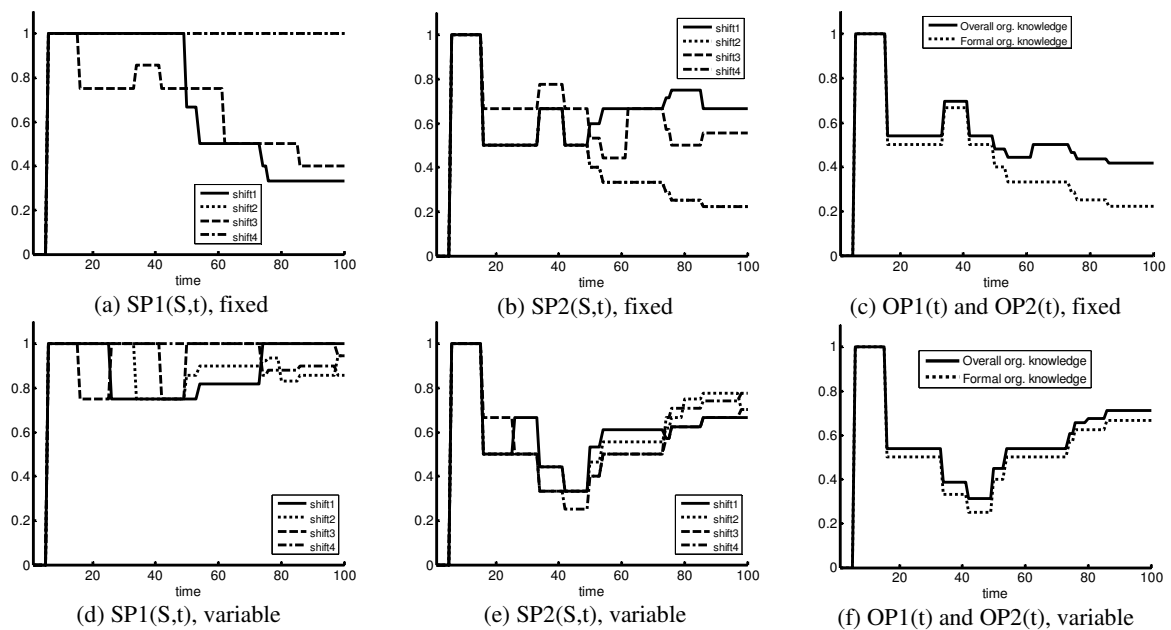 1
0.8
0.6
0.4
0.2
0
20 40 60 80 100
time
shift1
shift2
shift3
shift4
(a) SP1(S,t), fixed
1
0.8
0.6
0.4
0.2
0
20 40 60 80 100
time
shift1
shift2
shift3
shift4
(b) SP2(S,t), fixed
1
0.8
0.6
0.4
0.2
0
20 40 60 80 100
time
Overall org. knowledge
Formal org. knowledge
(c) OP1(t) and OP2(t), fixed
1
0.8
0.6
0.4
0.2
0
20 40 60 80 100
time
shift1
shift2
shift3
shift4
(d) SP1(S,t), variable
1
0.8
0.6
0.4
0.2
0
20 40 60 80 100
time
shift1
shift2
shift3
shift4
(e) SP2(S,t), variable
1
0.8
0.6
0.4
0.2
0
20 40 60 80 100
time
Overall org. knowledge
Formal org. knowledge
(f) OP1(t) and OP2(t), variable